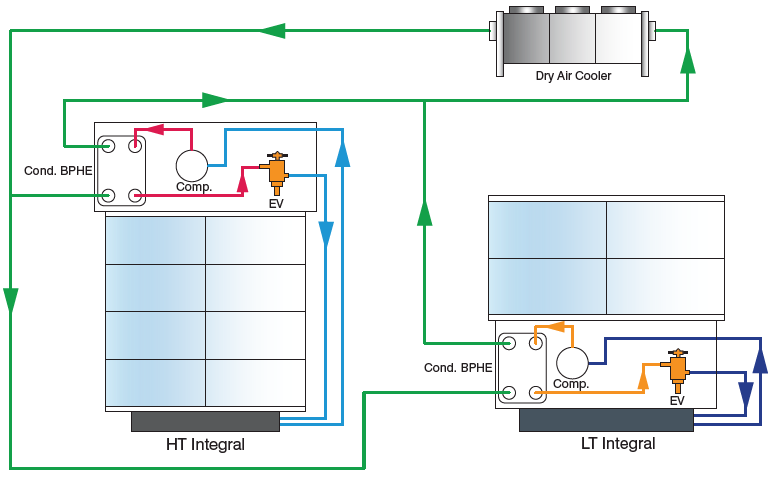 Dry Air Cooler
Cond. BPHE
Comp.
EV
Cond. BPHE
Comp.
EV
HT Integral
LT Integral